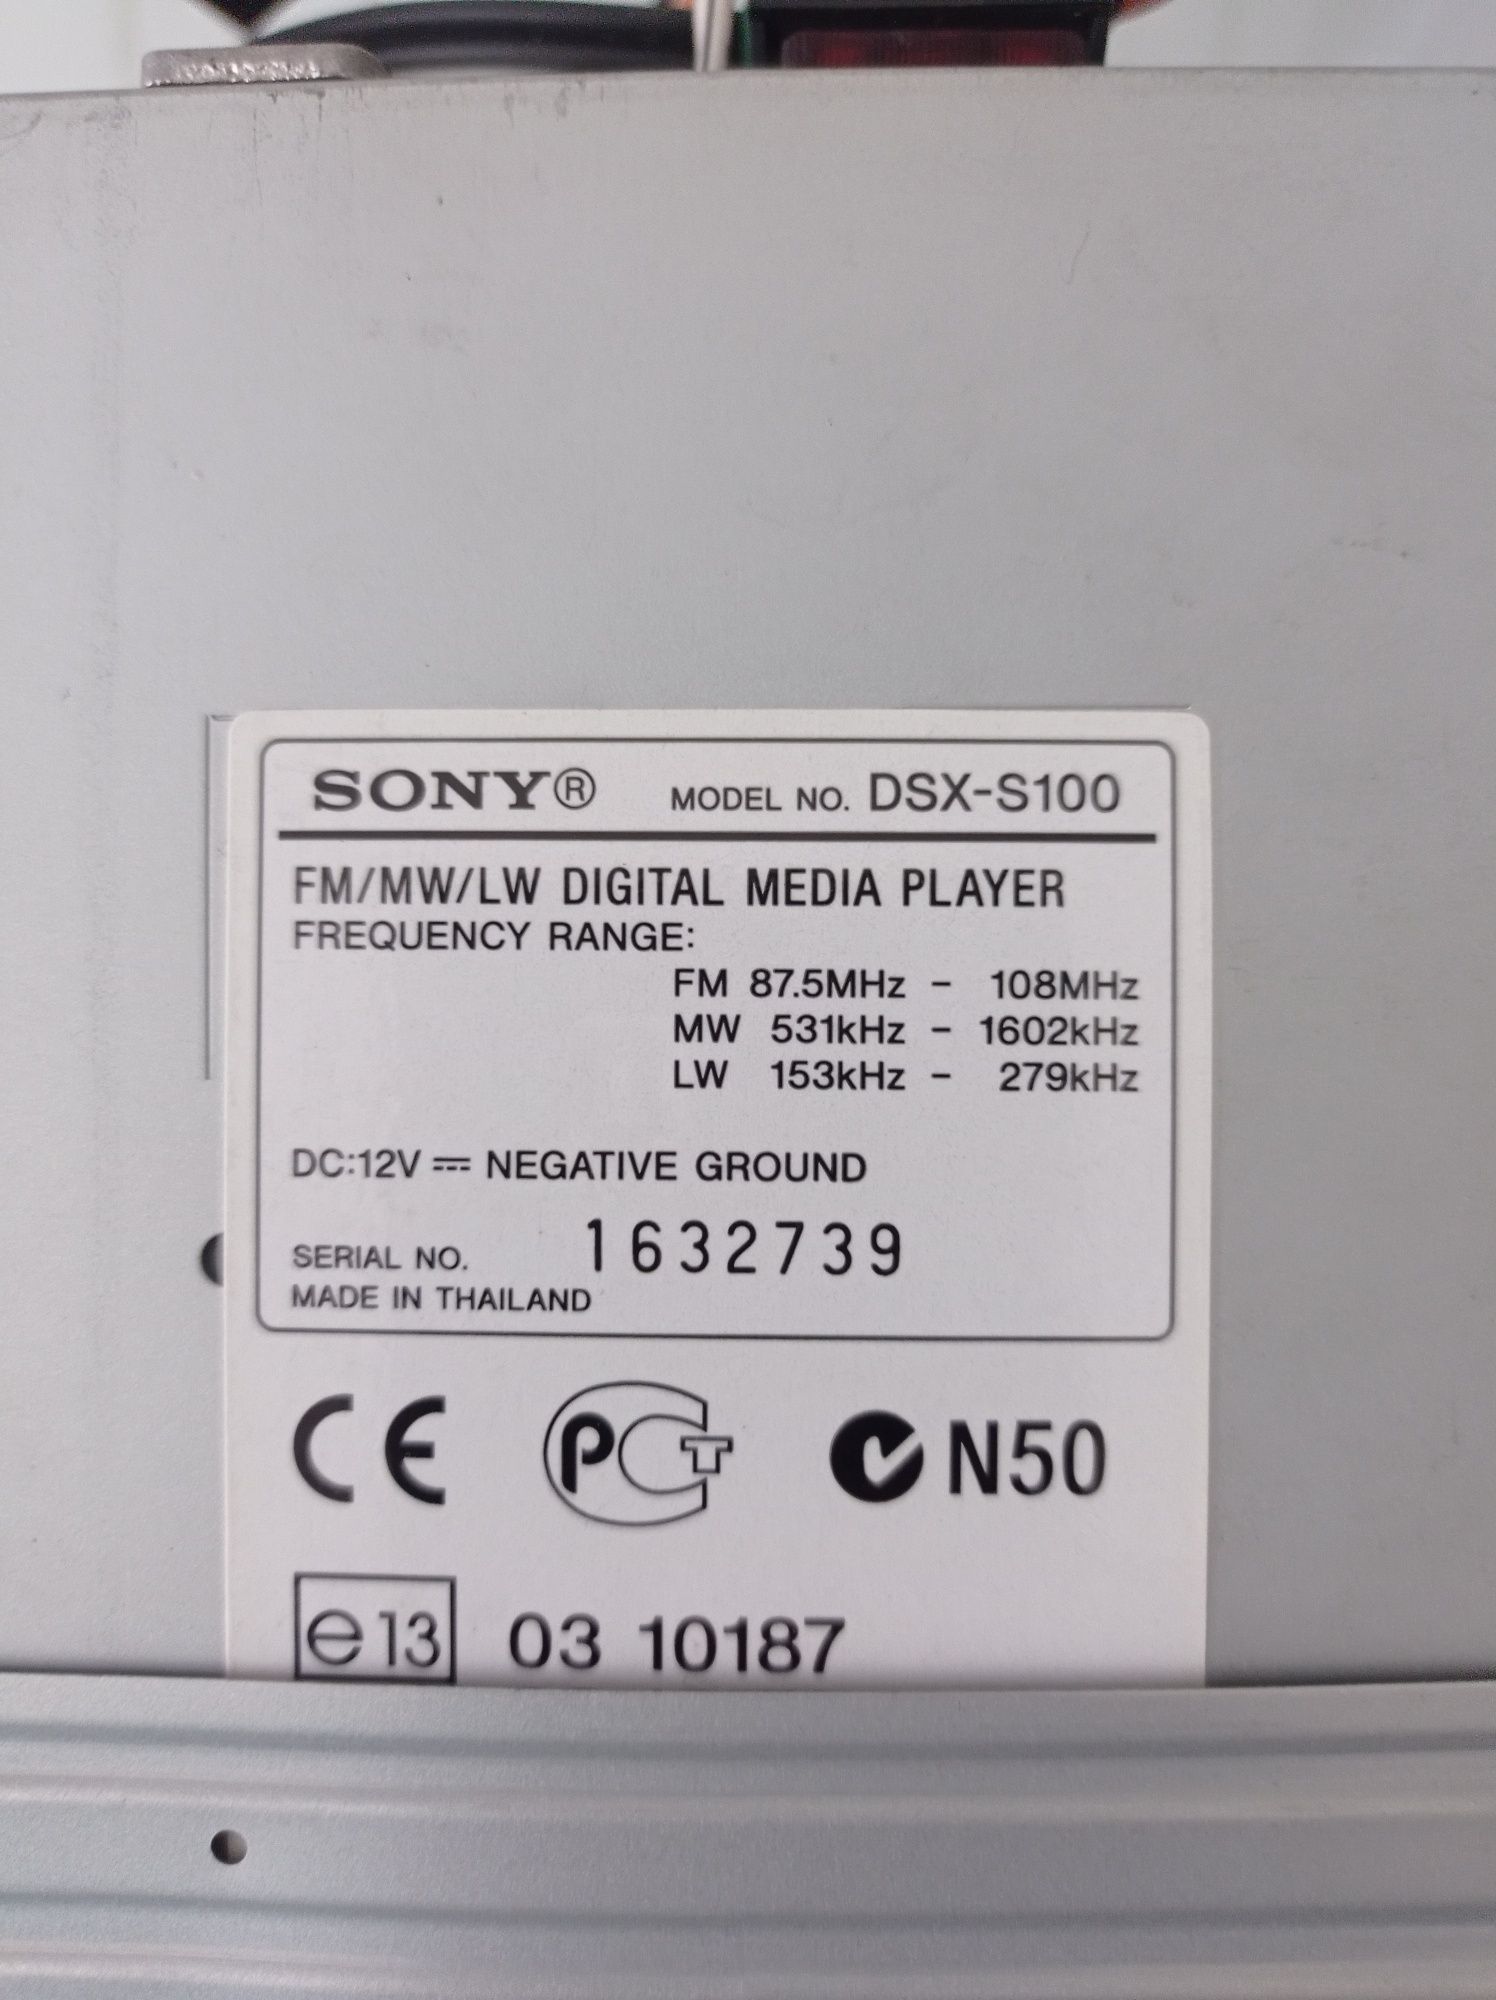 SONY® MODEL NO. DSX-S100
FM/MW/LW DIGITAL MEDIA PLAYER
FREQUENCY RANGE:
FM 87.5MHz - 108MHz
MW 531kHz - 1602kHz
LW 153kHz - 279kHz
DC:12V ⎓ NEGATIVE GROUND
SERIAL NO. 1632739
MADE IN THAILAND
CE PCT N50
e13 03 10187